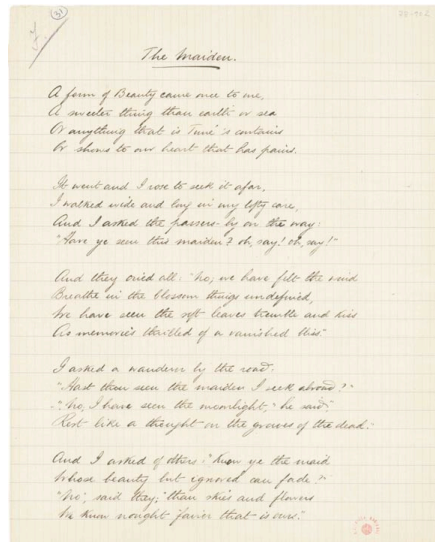 31
The Maiden.
A form of Beauty came once to me,
A sweeter thing than earth or sea
Or anything that is Time's contains
Or shows to our heart that has pains.
It went and I rose to seek it afar,
I walked wide and long in my lofty care,
And I asked the passers-by on the way:
"Have ye seen this maiden? oh, say! oh, say!"
And they cried all: "No, we have felt the wind
Breathe in the blossom things undefined,
We have seen the soft leaves tremble and kiss
As memories thrilled of a vanished bliss"
I asked a wanderer by the road:
"Hast thou seen the maiden I seek abroad?"
"No, I have seen the moonlight," he said,
"Rest like a thought on the graves of the dead."
And I asked of others: "Know ye the maid
Whose beauty but ignored can fade?"
"No," said they, "than skies and flowers
We know nought fairer that is ours."